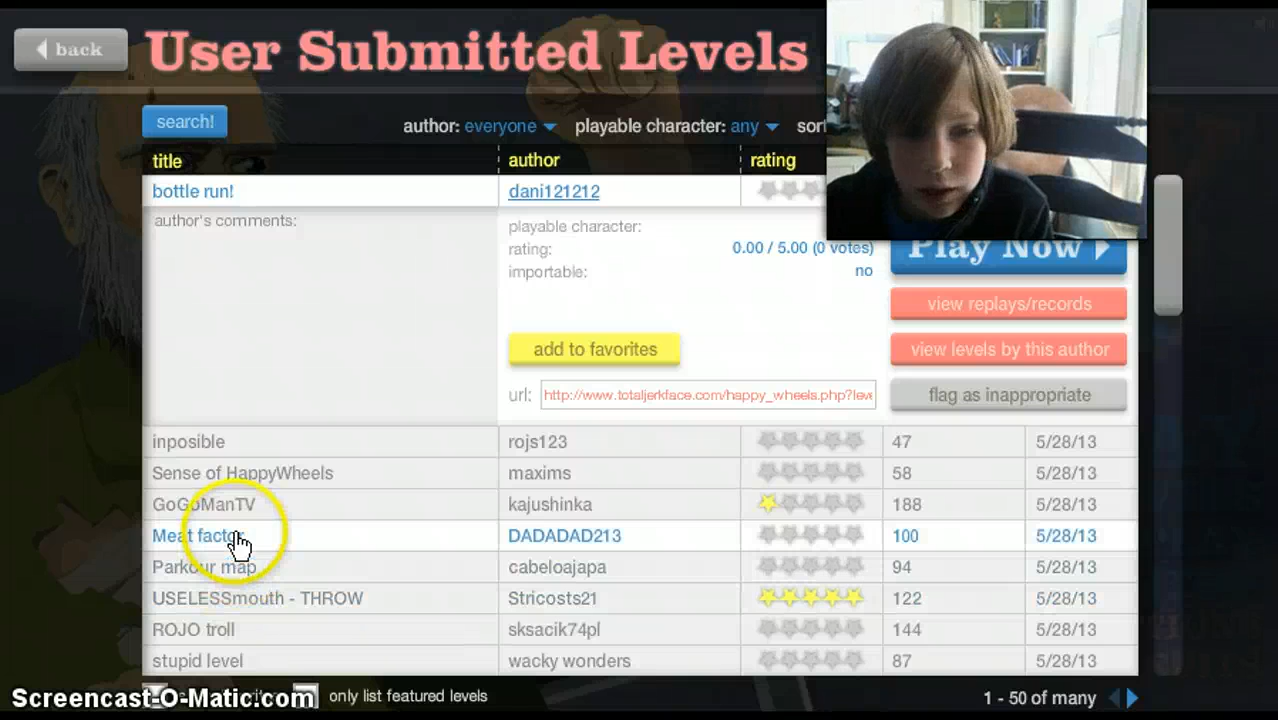 back
User Submitted Levels
search!
author: everyone playable character: any sort
title author rating
bottle run! dani121212
author's comments:
playable character:
rating: 0.00 / 5.00 (0 votes)
importable: no
Play Now
view replays/records
add to favorites
view levels by this author
url: http://www.totaljerkface.com/happy_wheels.php?leve
flag as inappropriate
inposible rojs123 47 5/28/13
Sense of HappyWheels maxims 58 5/28/13
GoGoManTV kajushinka 188 5/28/13
Meat factor DADADAD213 100 5/28/13
Parkour map cabeloajapa 94 5/28/13
USELESSmouth - THROW Stricosts21 122 5/28/13
ROJO troll sksacik74pl 144 5/28/13
stupid level wacky wonders 87 5/28/13
Screencast-O-Matic.com only list featured levels 1 - 50 of many